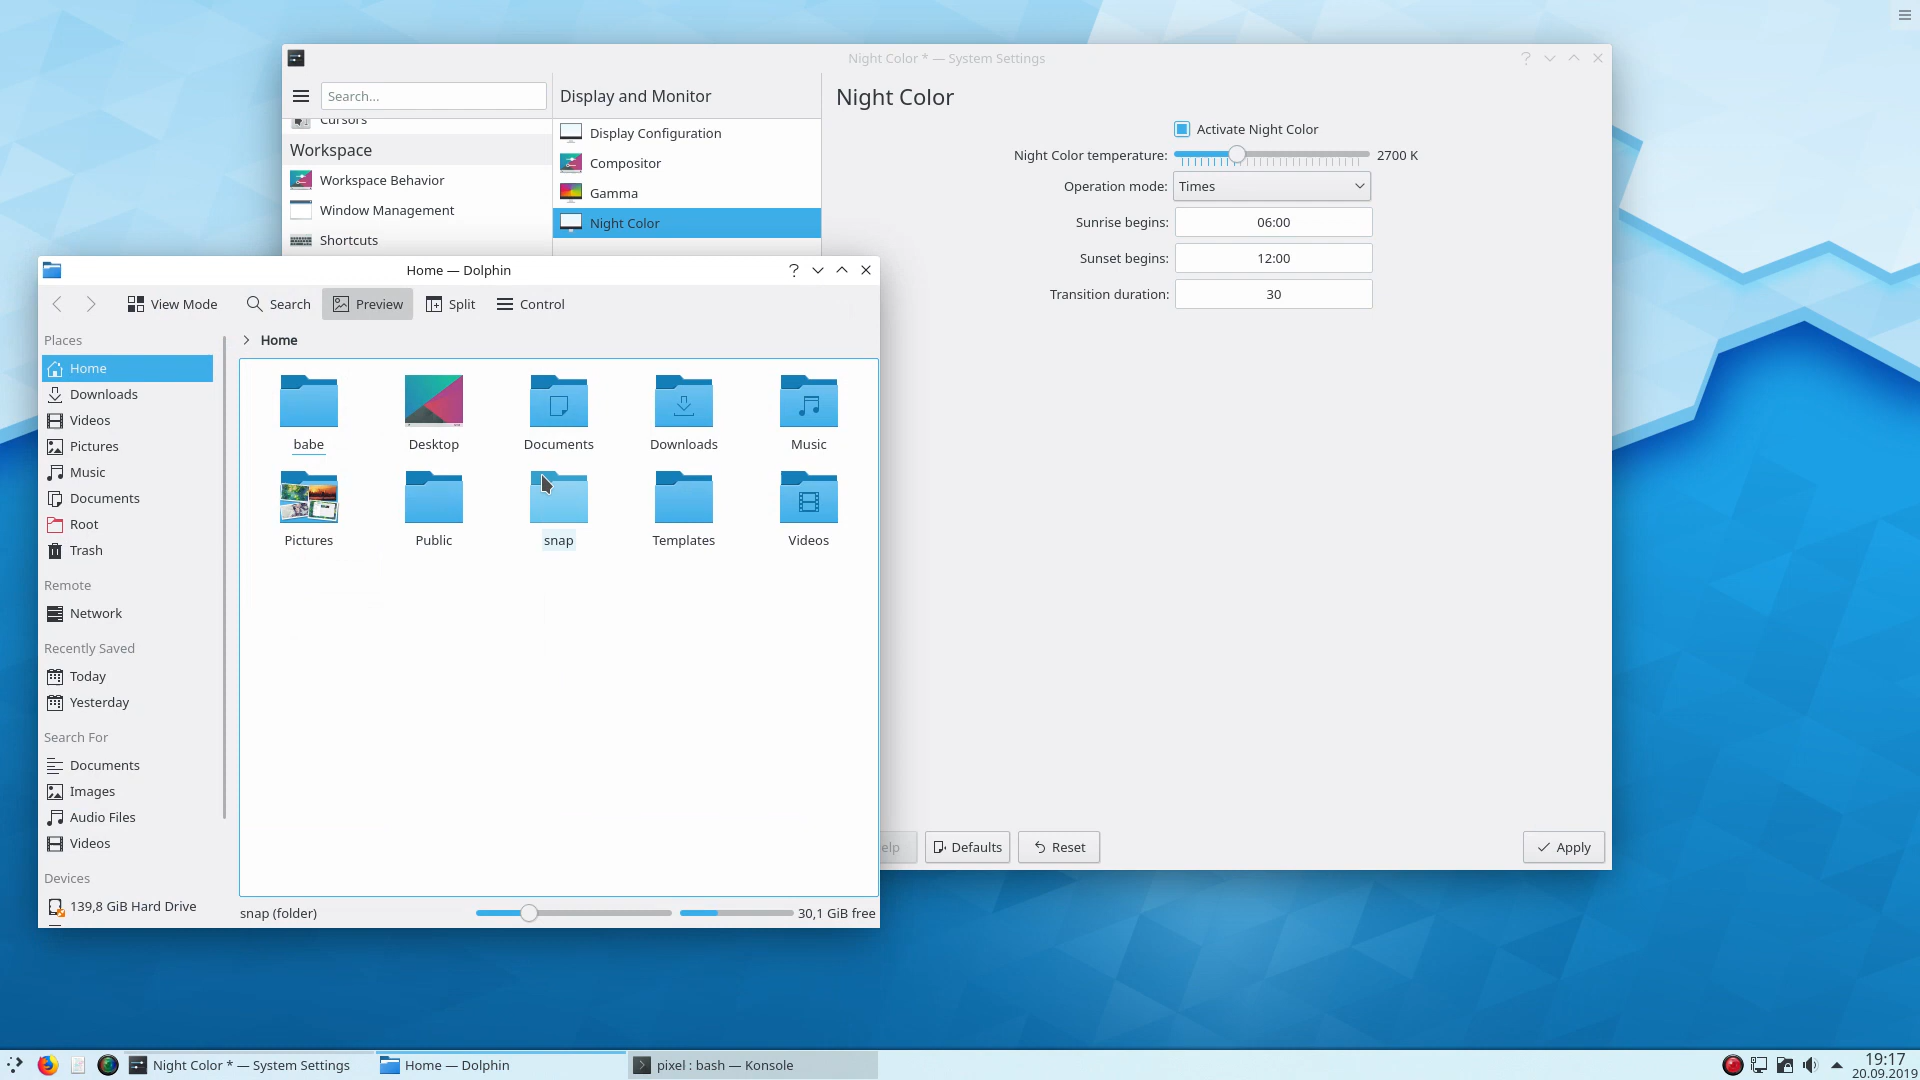 Night Color * — System Settings
Search...
Display and Monitor
Night Color
Cursors
Workspace
Workspace Behavior
Window Management
Shortcuts
Display Configuration
Compositor
Gamma
Night Color
Activate Night Color
Night Color temperature: 2700 K
Operation mode: Times
Sunrise begins: 06:00
Sunset begins: 12:00
Transition duration: 30
Home — Dolphin
View Mode Search Preview Split Control
Places
Home
Downloads
Videos
Pictures
Music
Documents
Root
Trash
Remote
Network
Recently Saved
Today
Yesterday
Search For
Documents
Images
Audio Files
Videos
Devices
139,8 GiB Hard Drive
Home
babe Desktop Documents Downloads Music
Pictures Public snap Templates Videos
snap (folder) 30,1 GiB free
elp Defaults Reset Apply
Night Color * — System Settings Home — Dolphin pixel : bash — Konsole
19:17
20.09.2019